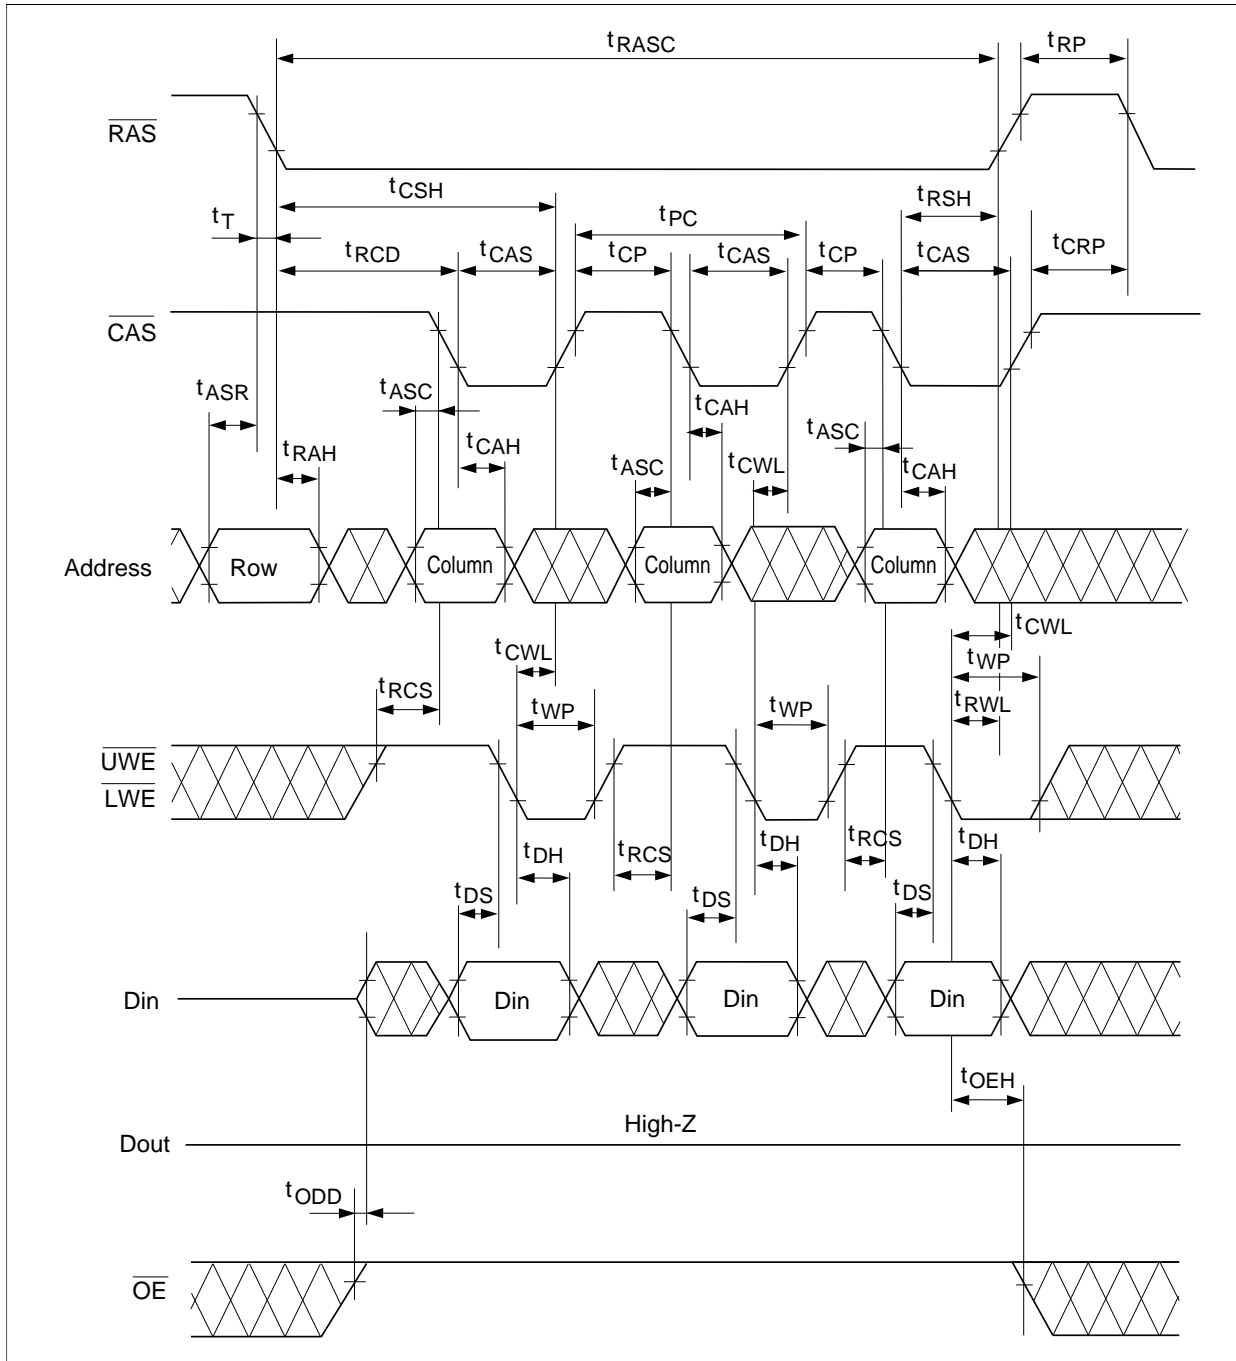 tRASC
tRP
RAS
tCSH
tRSH
tT
tPC
tRCD
tCAS
tCP
tCAS
tCP
tCAS
tCRP
CAS
tASR
tASC
tCAH
tASC
tRAH
tCAH
tASC
tCWL
tCAH
Address
Row
Column
Column
Column
tCWL
tCWL
tWP
tRCS
tWP
tWP
tRWL
UWE
LWE
tDH
tRCS
tDH
tRCS
tDH
tDS
tDS
tDS
Din
Din
Din
Din
tOEH
High-Z
Dout
tODD
OE